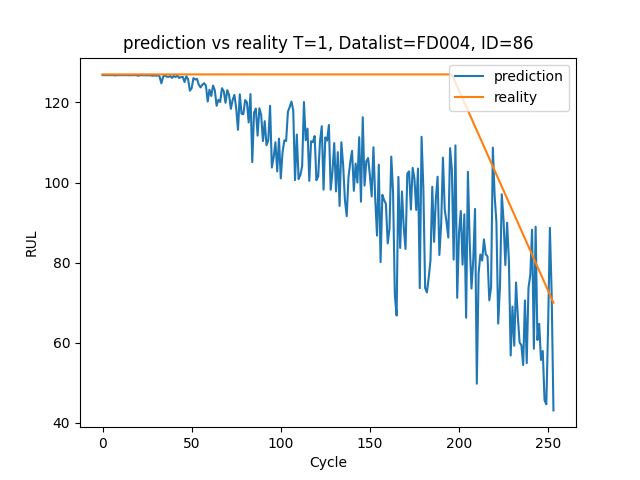 prediction vs reality T=1, Datalist=FD004, ID=86
prediction
reality
RUL
120
100
80
60
40
0 50 100 150 200 250
Cycle